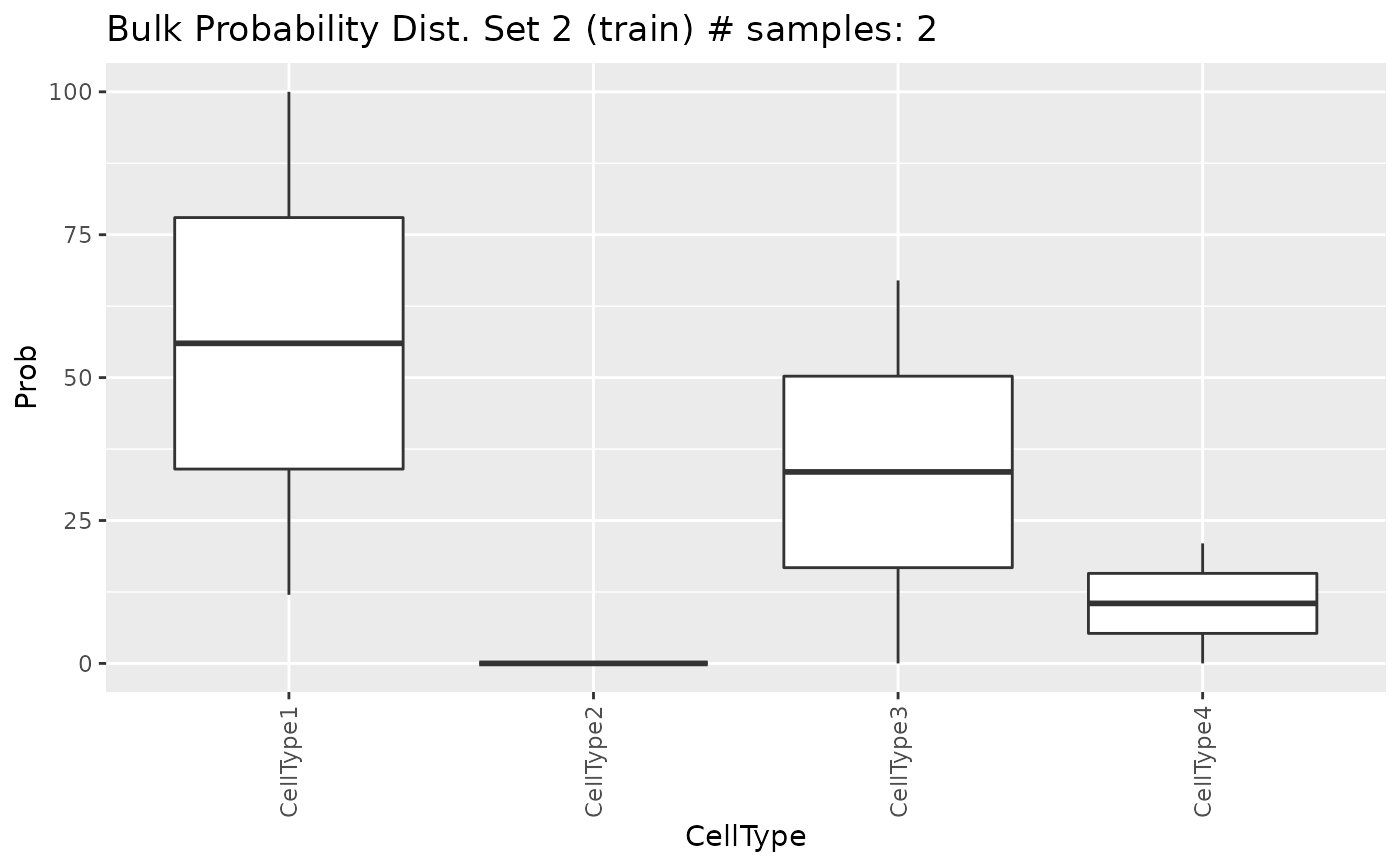 Bulk Probability Dist. Set 2 (train) # samples: 2
100
75
50
25
0
Prob
CellType1
CellType2
CellType3
CellType4
CellType